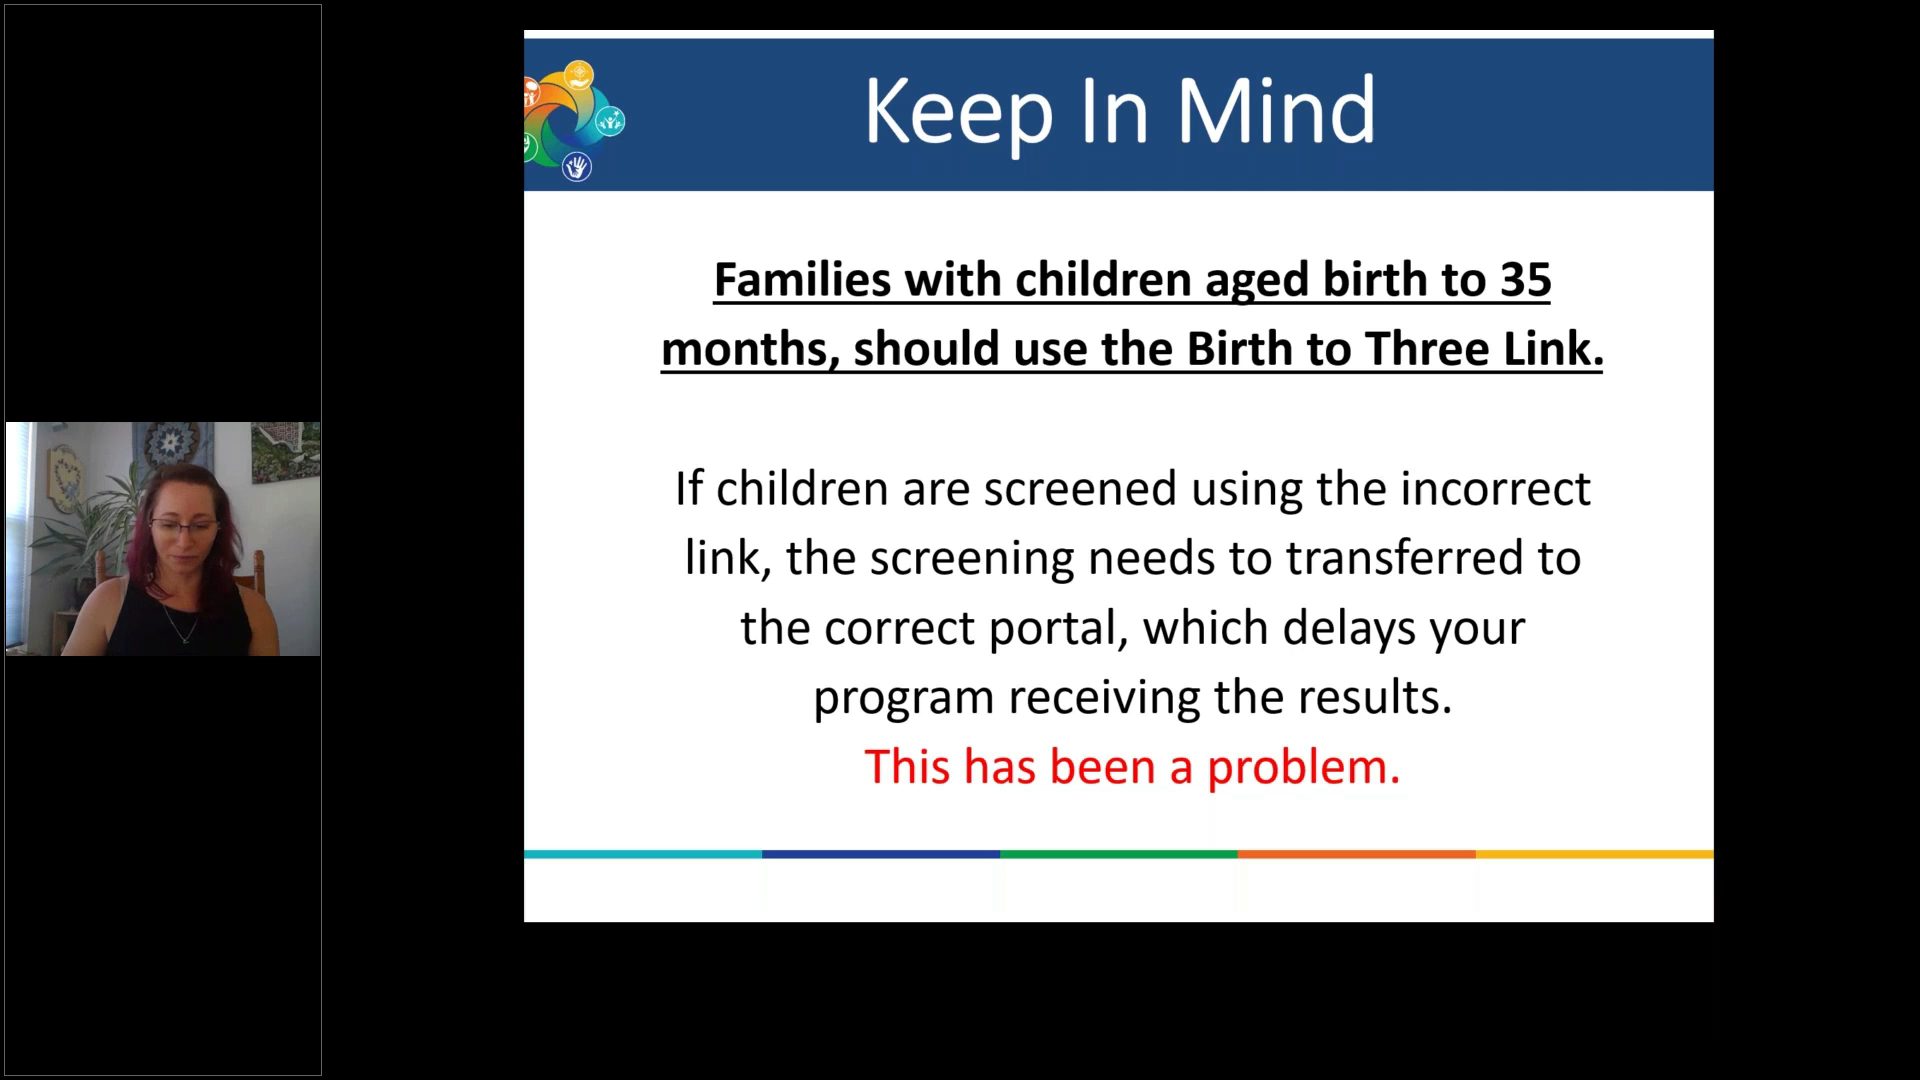 Keep In Mind
Families with children aged birth to 35
months, should use the Birth to Three Link.
If children are screened using the incorrect
link, the screening needs to transferred to
the correct portal, which delays your
program receiving the results.
This has been a problem.